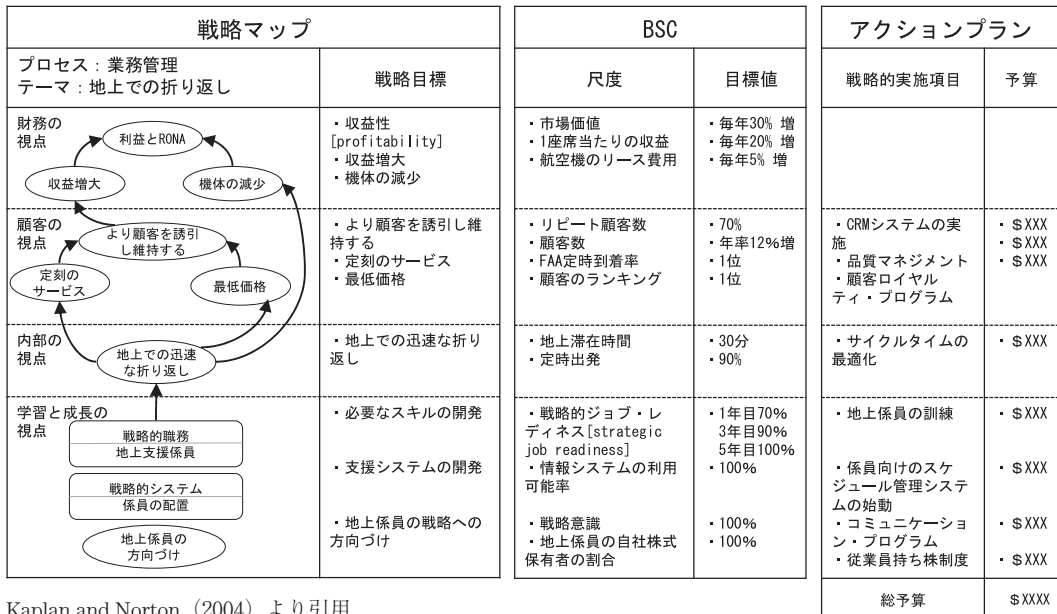 戦略マップ
プロセス：業務管理
テーマ：地上での折り返し
戦略目標
財務の
視点
利益とRONA
収益増大
機体の減少
・収益性
[profitability]
・収益増大
・機体の減少
顧客の
視点
より顧客を誘引
し維持する
定刻の
サービス
最低価格
・より顧客を誘引し維
持する
・定刻のサービス
・最低価格
内部の
視点
地上での迅速
な折り返し
・地上での迅速な折り
返し
学習と成長の
視点
戦略的職務
地上支援係員
戦略的システム
係員の配置
地上係員の
方向づけ
・必要なスキルの開発
・支援システムの開発
・地上係員の戦略への
方向づけ
BSC
尺度
目標値
・市場価値
・1座席当たりの収益
・航空機のリース費用
・毎年30% 増
・毎年20% 増
・毎年5% 増
・リピート顧客数
・顧客数
・FAA定時到着率
・顧客のランキング
・70%
・年率12%増
・1位
・1位
・地上滞在時間
・定時出発
・30分
・90%
・戦略的ジョブ・レ
ディネス[strategic
job readiness]
・情報システムの利用
可能率
・戦略意識
・地上係員の自社株式
保有者の割合
・1年目70%
3年目90%
5年目100%
・100%
・100%
・100%
アクションプラン
戦略的実施項目
予算
・CRMシステムの実
施
・品質マネジメント
・顧客ロイヤル
ティ・プログラム
・$XXX
・$XXX
・$XXX
・サイクルタイムの
最適化
・$XXX
・地上係員の訓練
・係員向けのスケ
ジュール管理システ
ムの始動
・コミュニケーショ
ン・プログラム
・従業員持ち株制度
・$XXX
・$XXX
・$XXX
・$XXX
総予算
$XXXX
Kaplan and Norton（2004）より引用